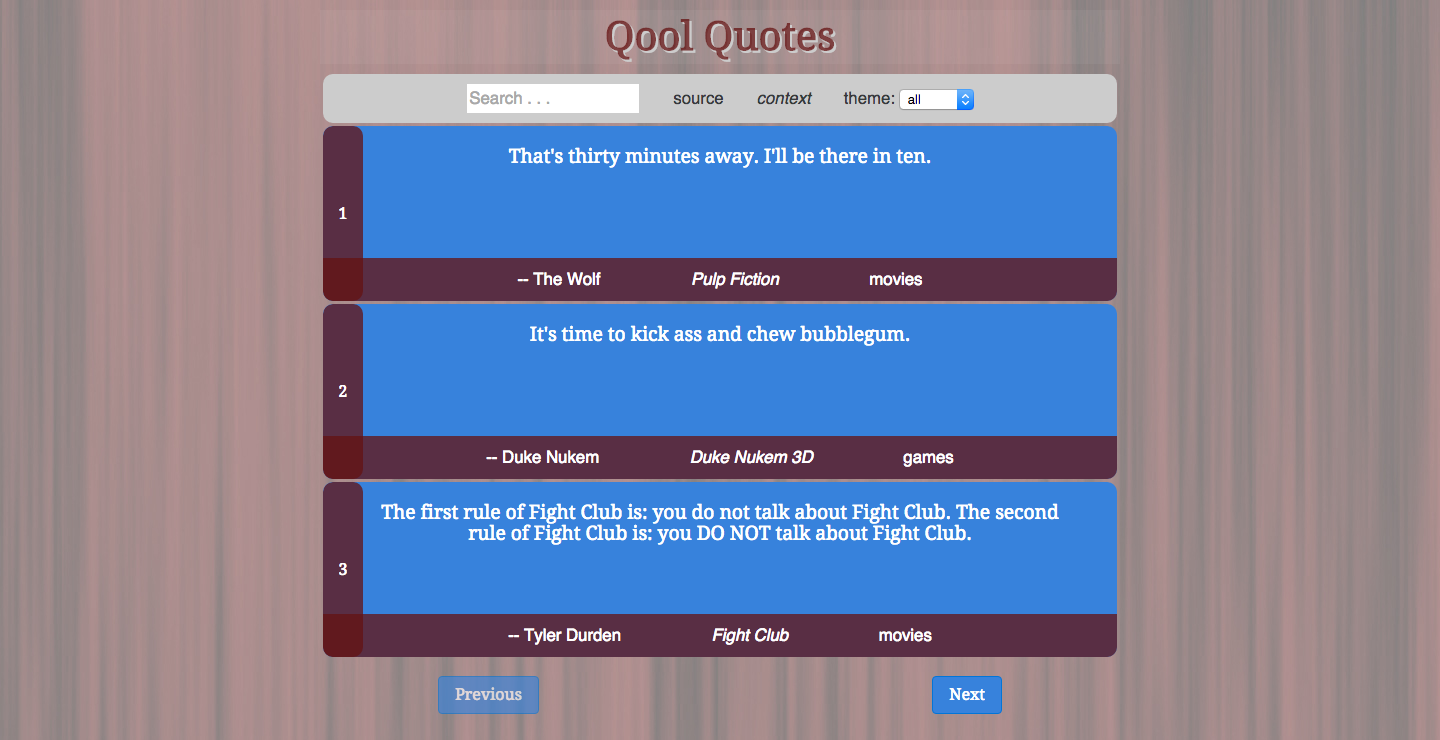 Qool Quotes
Search . . . source context theme: all
That's thirty minutes away. I'll be there in ten.
1
-- The Wolf Pulp Fiction movies
It's time to kick ass and chew bubblegum.
2
-- Duke Nukem Duke Nukem 3D games
The first rule of Fight Club is: you do not talk about Fight Club. The second
rule of Fight Club is: you DO NOT talk about Fight Club.
3
-- Tyler Durden Fight Club movies
Previous Next